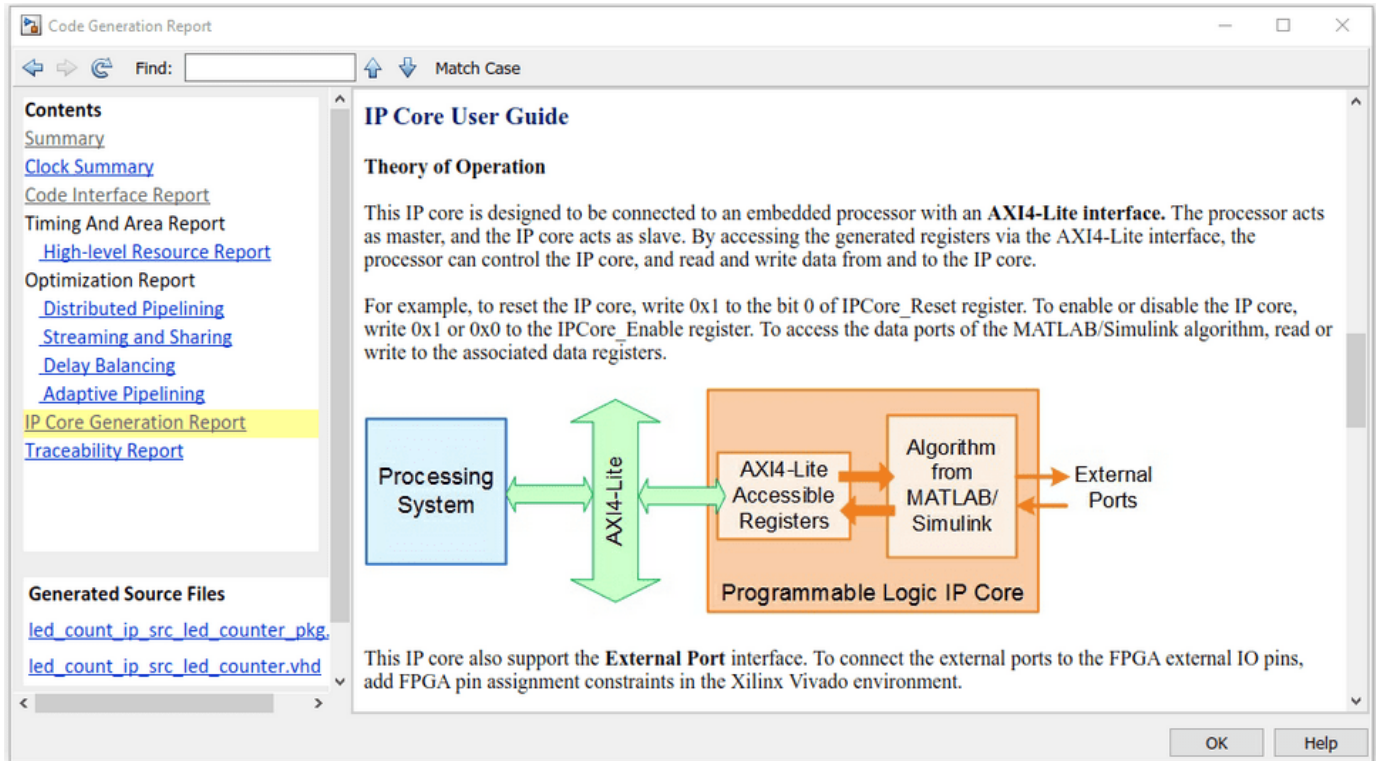 Code Generation Report
Find:
Match Case
Contents
Summary
Clock Summary
Code Interface Report
Timing And Area Report
High-level Resource Report
Optimization Report
Distributed Pipelining
Streaming and Sharing
Delay Balancing
Adaptive Pipelining
IP Core Generation Report
Traceability Report
Generated Source Files
led_count_ip_src_led_counter_pkg.
led_count_ip_src_led_counter.vhd
IP Core User Guide
Theory of Operation
This IP core is designed to be connected to an embedded processor with an AXI4-Lite interface. The processor acts
as master, and the IP core acts as slave. By accessing the generated registers via the AXI4-Lite interface, the
processor can control the IP core, and read and write data from and to the IP core.
For example, to reset the IP core, write 0x1 to the bit 0 of IPCore_Reset register. To enable or disable the IP core,
write 0x1 or 0x0 to the IPCore_Enable register. To access the data ports of the MATLAB/Simulink algorithm, read or
write to the associated data registers.
Processing
System
AXI4-Lite
AXI4-Lite
Accessible
Registers
Algorithm
from
MATLAB/
Simulink
External
Ports
Programmable Logic IP Core
This IP core also support the External Port interface. To connect the external ports to the FPGA external IO pins,
add FPGA pin assignment constraints in the Xilinx Vivado environment.
OK
Help